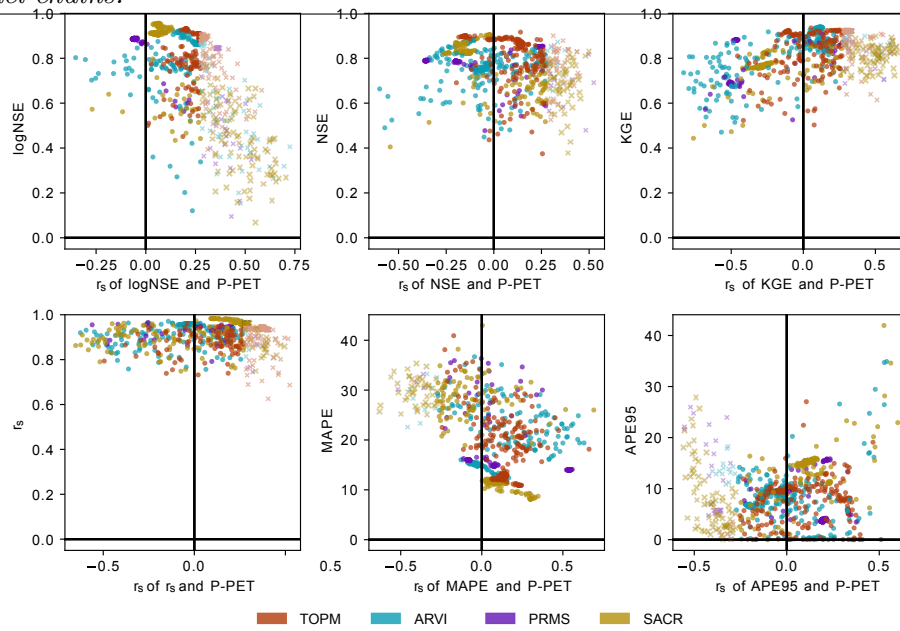 1.0 1.0 1.0
0.8 0.8 0.8
0.6 0.6 0.6
0.4 0.4 0.4
0.2 0.2 0.2
0.0 0.0 0.0
logNSE NSE KGE
−0.25 0.00 0.25 0.50 0.75 −0.50 −0.25 0.00 0.25 0.50 −0.5 0.0 0.5
rs of logNSE and P-PET rs of NSE and P-PET rs of KGE and P-PET
1.0 40 40
0.8 30 30
0.6 20 20
0.4 10 10
0.2 0 0
0.0
rs MAPE APE95
−0.5 0.0 0.5 −0.5 0.0 0.5 −0.5 0.0 0.5
rs of rs and P-PET rs of MAPE and P-PET rs of APE95 and P-PET
TOPM ARVI PRMS SACR